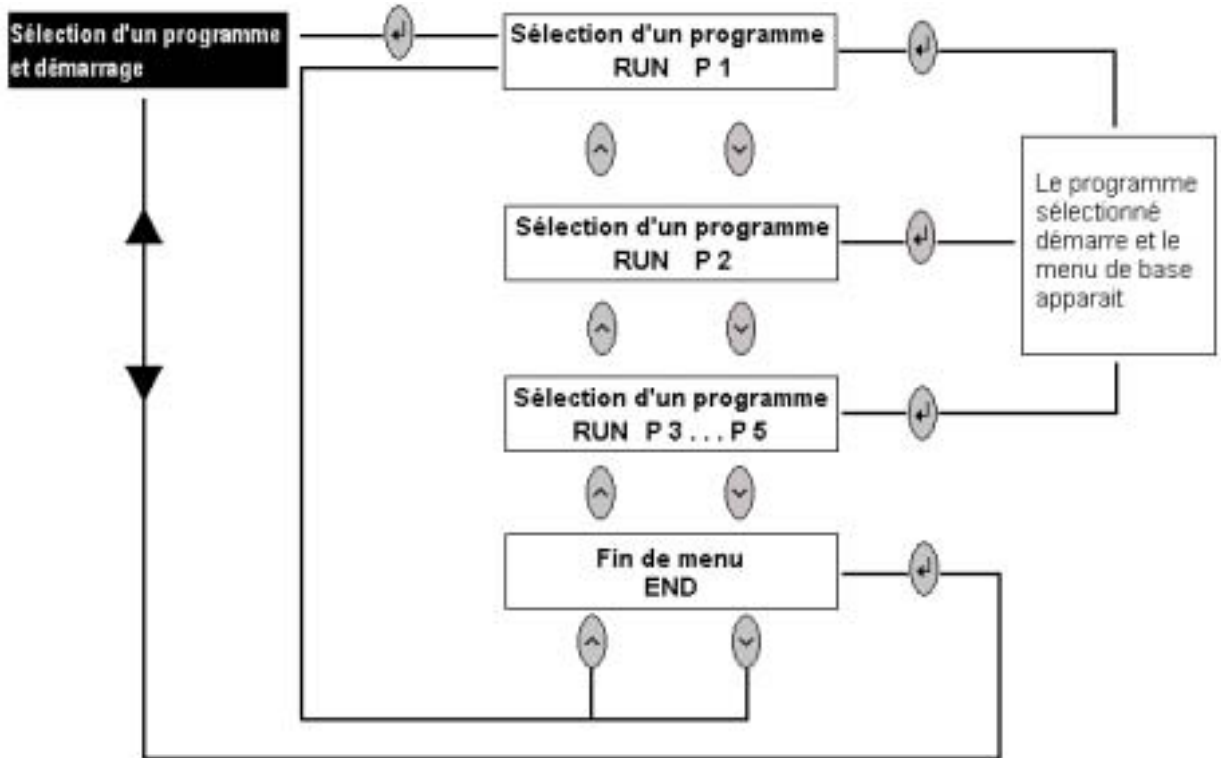 Sélection d'un programme
et démarrage
Sélection d'un programme
RUN P 1
Sélection d'un programme
RUN P 2
Le programme
sélectionné
démarre et le
menu de base
apparait
Sélection d'un programme
RUN P 3 . . . P 5
Fin de menu
END